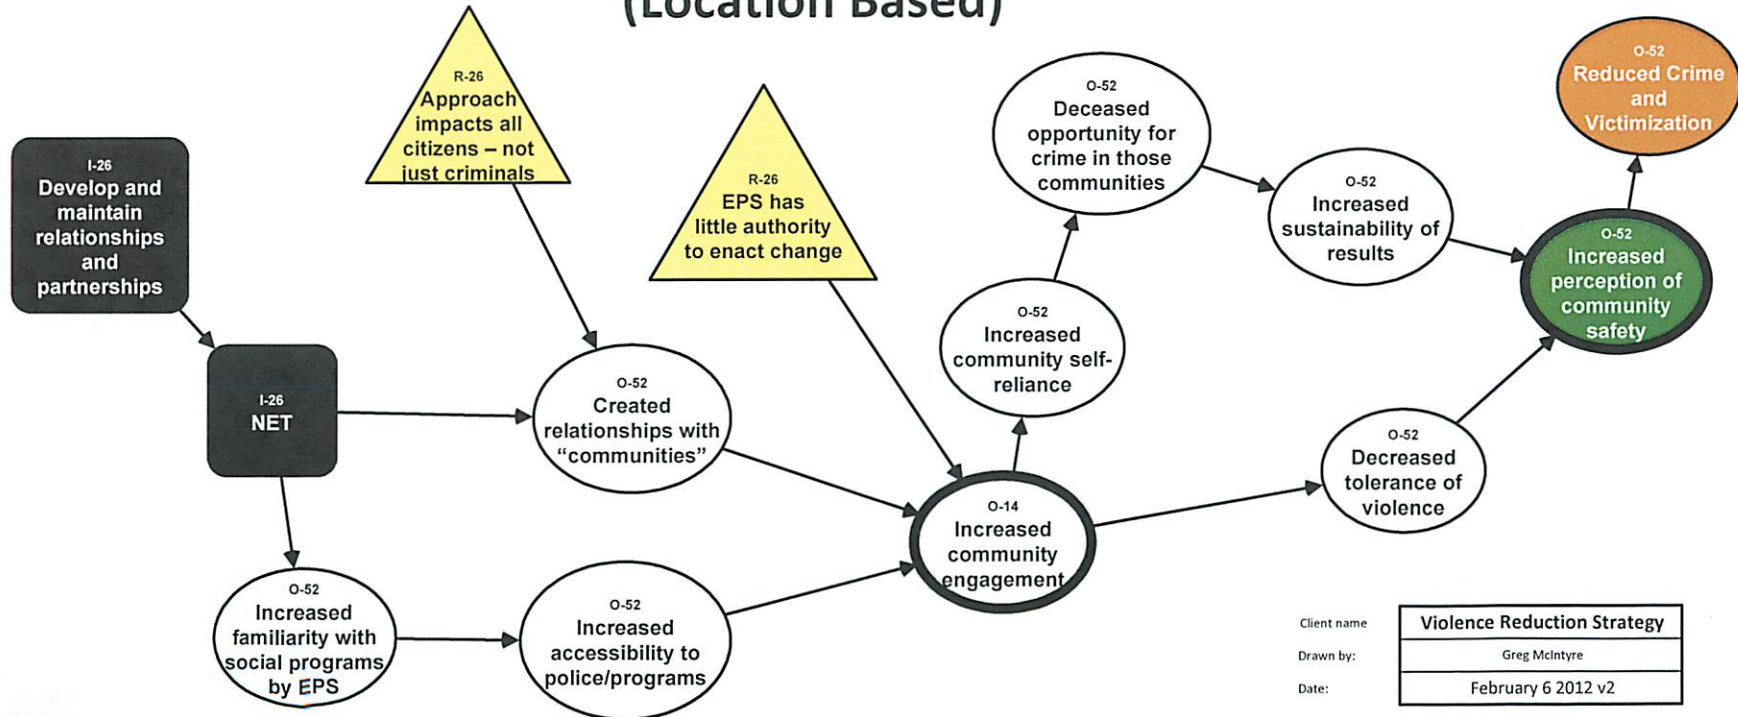 (Location Based)
R-26
Approach
impacts all
citizens – not
just criminals
R-26
EPS has
little authority
to enact change
O-52
Deceased
opportunity for
crime in those
communities
O-52
Reduced Crime
and
Victimization
I-26
Develop and
maintain
relationships
and
partnerships
O-52
Increased
sustainability of
results
O-52
Increased
perception of
community
safety
O-52
Increased
community self-
reliance
I-26
NET
O-52
Created
relationships with
“communities”
O-52
Decreased
tolerance of
violence
O-14
Increased
community
engagement
O-52
Increased
familiarity with
social programs
by EPS
O-52
Increased
accessibility to
police/programs
Client name
Violence Reduction Strategy
Drawn by:
Greg McIntyre
Date:
February 6 2012 v2